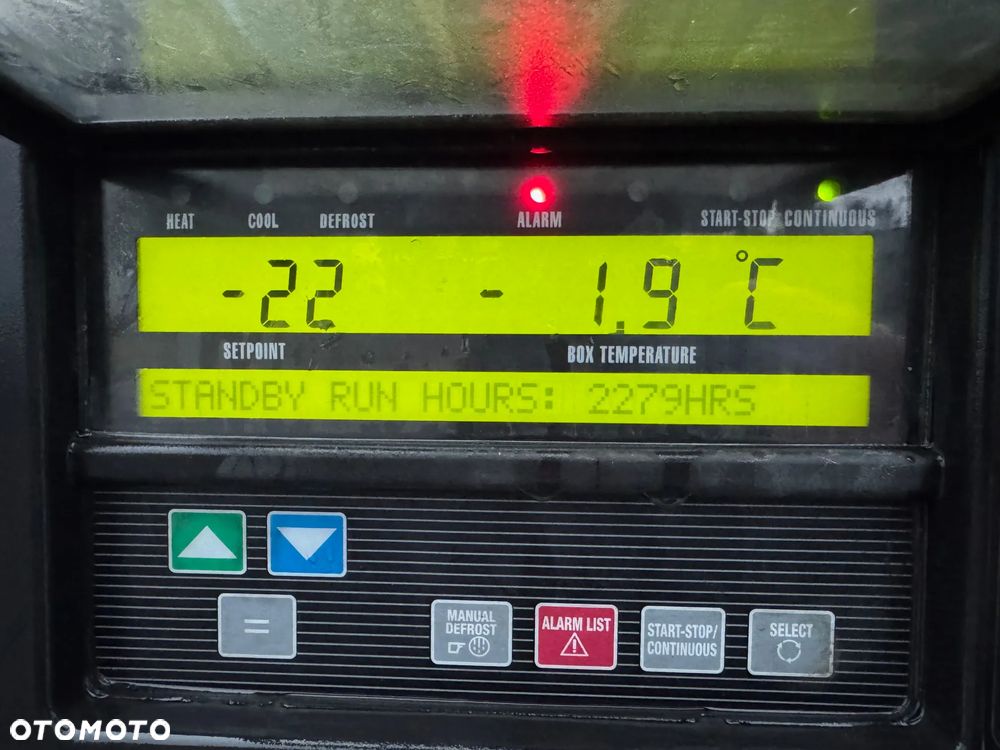 HEAT COOL DEFROST ALARM START-STOP CONTINUOUS
-22 - 1.9 °C
SETPOINT BOX TEMPERATURE
STANDBY RUN HOURS: 2279HRS
MANUAL DEFROST
ALARM LIST
START-STOP/
CONTINUOUS
SELECT
=
OTOMOTO